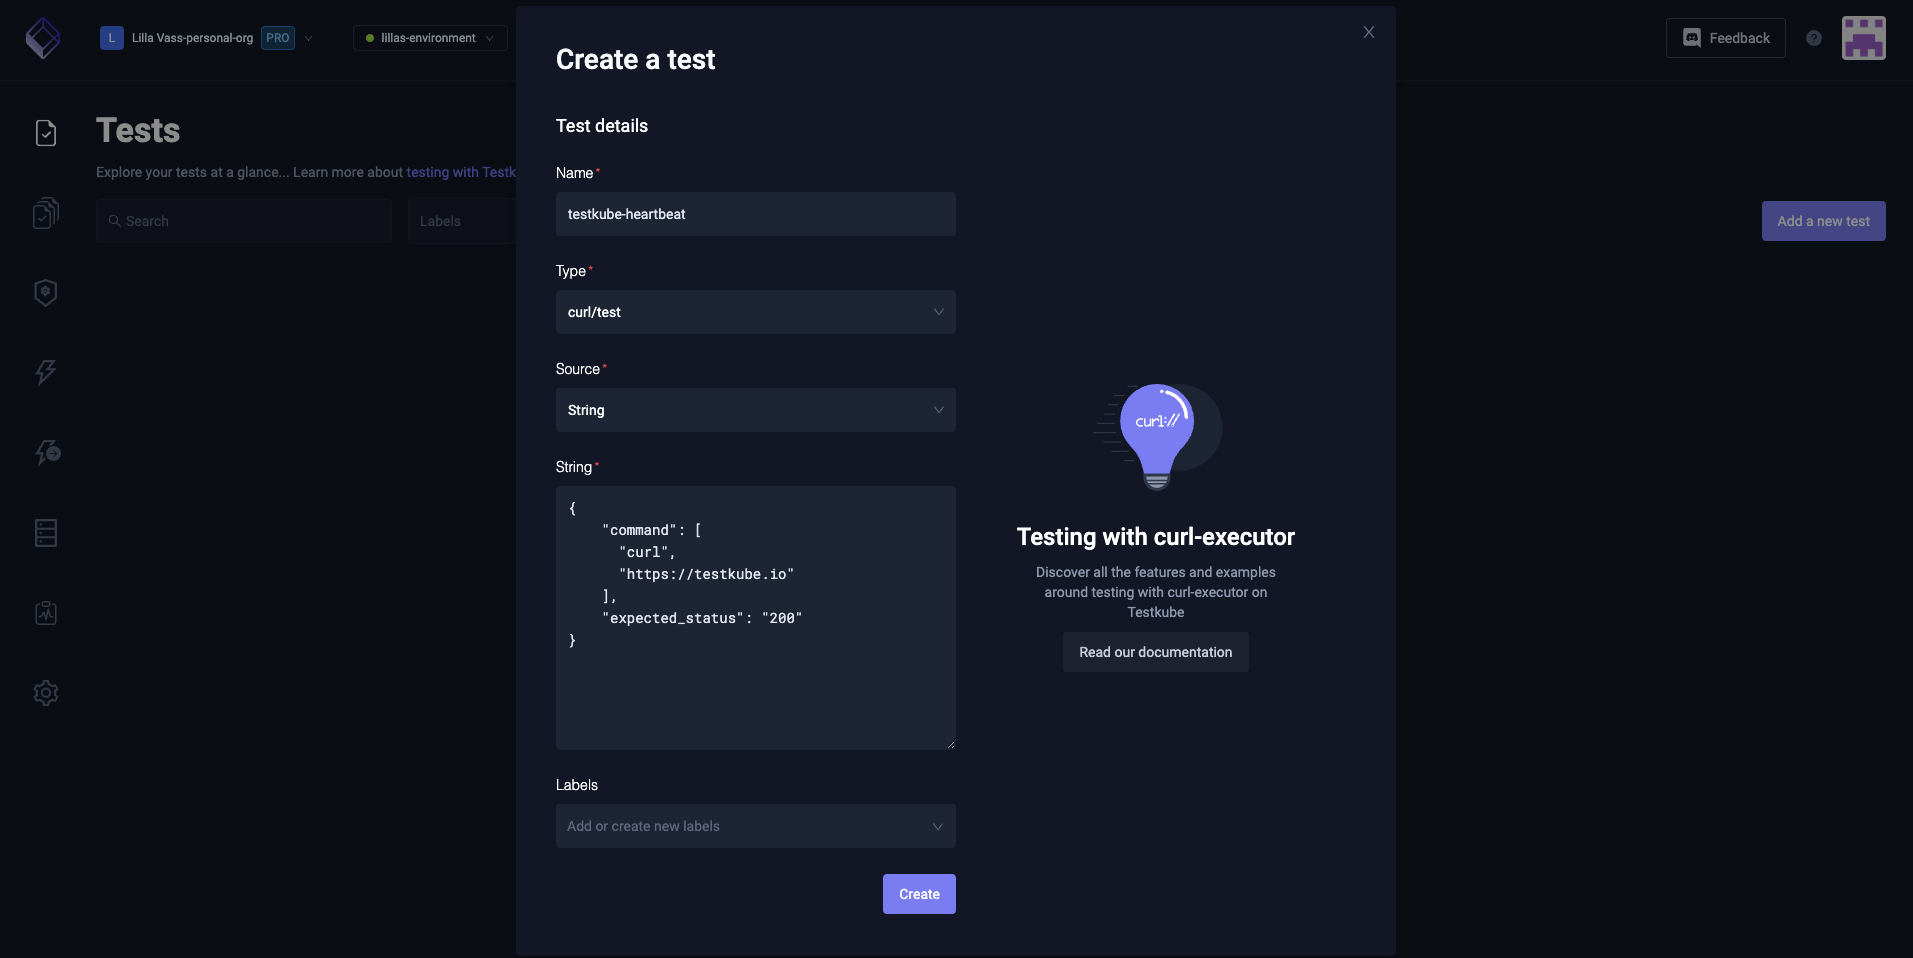 L Lilla Vass-personal-org PRO lillas-environment
Feedback
?
Tests
Explore your tests at a glance... Learn more about testing with Testk
Search
Labels
Add a new test
X
Create a test
Test details
Name*
testkube-heartbeat
Type*
curl/test
Source*
String
String*
{
    "command": [
      "curl",
      "https://testkube.io"
    ],
    "expected_status": "200"
}
Labels
Add or create new labels
Create
curl://
Testing with curl-executor
Discover all the features and examples
around testing with curl-executor on
Testkube
Read our documentation